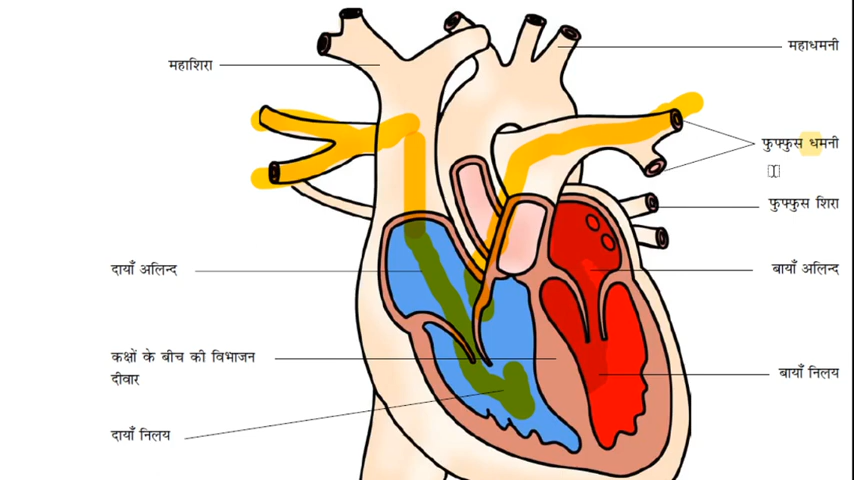 महाधमनी
महाशिरा
फुफ्फुस धमनी
फुफ्फुस शिरा
दायाँ अलिन्द
बायाँ अलिन्द
कक्षों के बीच की विभाजन
दीवार
बायाँ निलय
दायाँ निलय